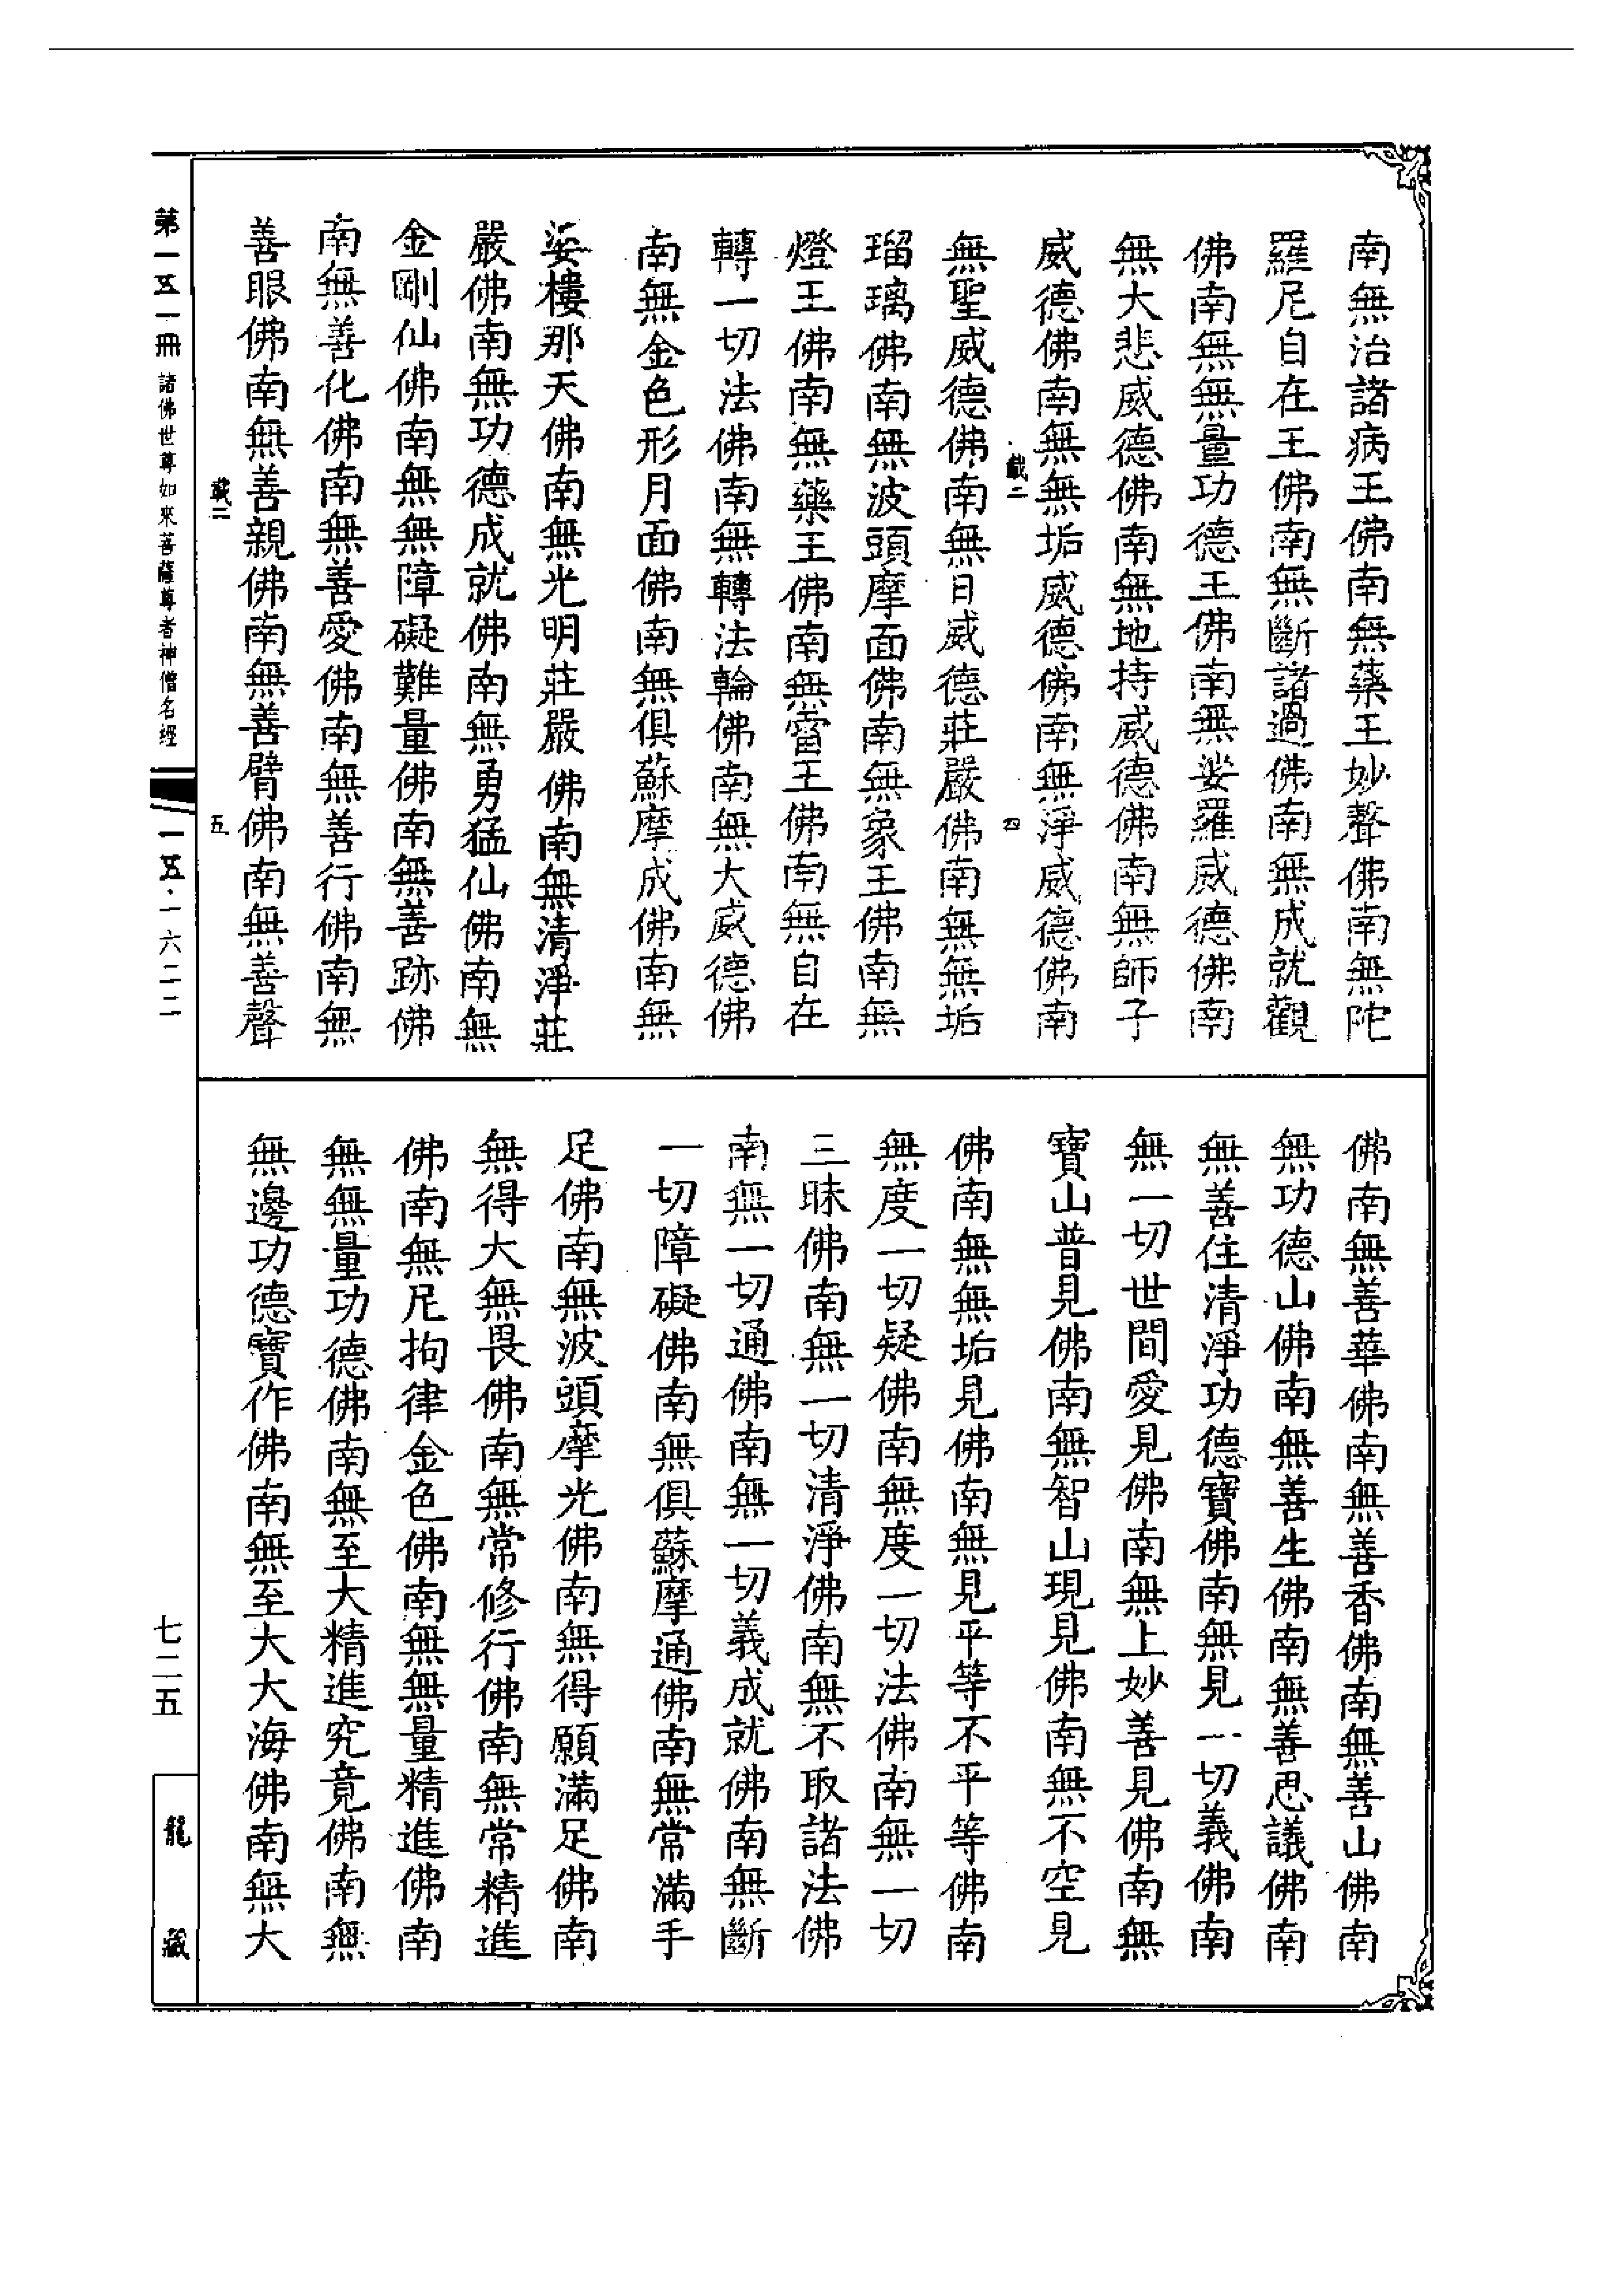 南無治諸病王佛南無藥王妙聲佛南無陀
羅尼自在王佛南無斷諸過佛南無成就觀
佛南無無量功德王佛南無娑羅威德佛南
無大悲威德佛南無地持威德佛南無師子
威德佛南無無垢威德佛南無淨威德佛南
載二 四
無聖威德佛南無日威德莊嚴佛南無無垢
瑠璃佛南無波頭摩面佛南無象王佛南無
燈王佛南無藥王佛南無雷王佛南無自在
轉一切法佛南無轉法輪佛南無大威德佛
南無金色形月面佛南無俱蘇摩成佛南無
娑樓那天佛南無光明莊嚴佛南無清淨莊
嚴佛南無功德成就佛南無勇猛仙佛南無
金剛仙佛南無無障礙難量佛南無善跡佛
南無善化佛南無善愛佛南無善行佛南無
善眼佛南無善親佛南無善臂佛南無善聲
載二 五
佛南無善華佛南無善香佛南無善山佛南
無功德山佛南無善生佛南無善思議佛南
無善住清淨功德寶佛南無見一切義佛南
無一切世間愛見佛南無上妙善見佛南無
寶山普見佛南無智山現見佛南無不空見
佛南無無垢見佛南無見平等不平等佛南
無度一切疑佛南無度一切法佛南無一切
三昧佛南無一切清淨佛南無不取諸法佛
南無一切通佛南無一切義成就佛南無斷
一切障礙佛南無俱蘇摩通佛南無常滿手
足佛南無波頭摩光佛南無得願滿足佛南
無得大無畏佛南無常修行佛南無常精進
佛南無尼拘律金色佛南無無量精進佛南
無無量功德佛南無至大精進究竟佛南無
無邊功德寶作佛南無至大大海佛南無大
第一五一冊 諸佛世尊如來菩薩尊者神僧名經 一五·一六二二
七二五
龍藏